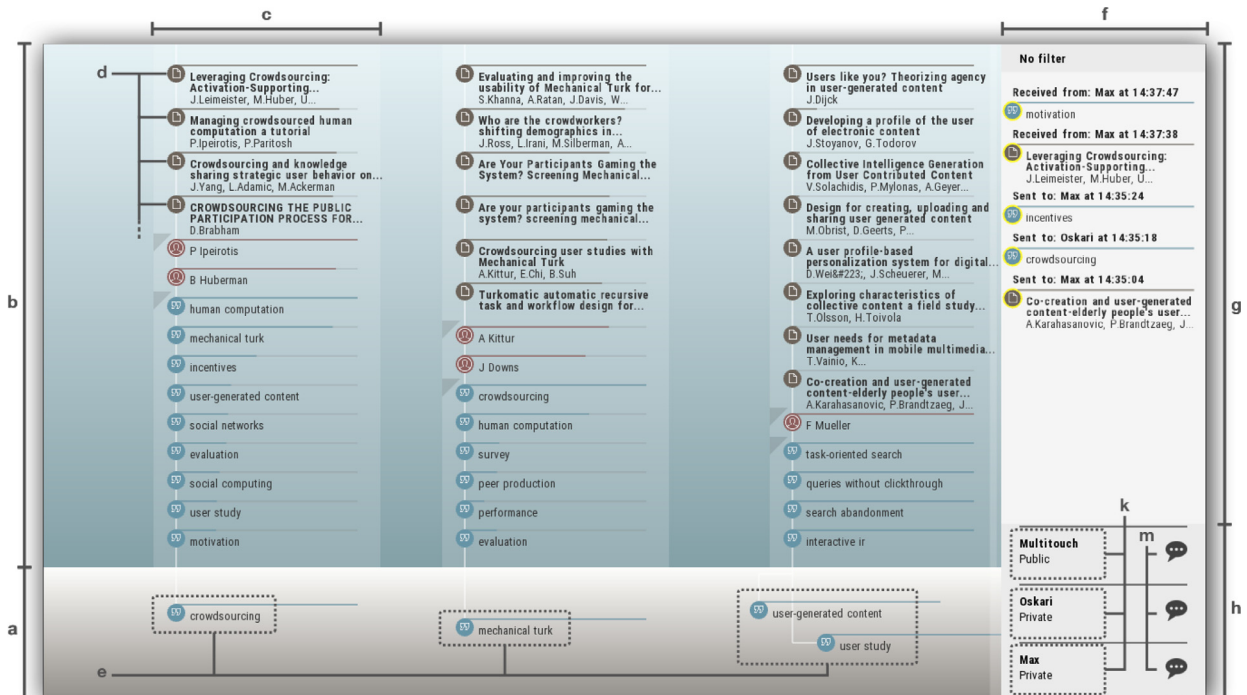 c
f
d
b
a
e
g
h
k
m
Leveraging Crowdsourcing:
Activation-Supporting...
J.Leimeister, M.Huber, U...
Managing crowdsourced human
computation a tutorial
P.Ipeirotis, P.Paritosh
Crowdsourcing and knowledge
sharing strategic user behavior on...
J.Yang, L.Adamic, M.Ackerman
CROWDSOURCING THE PUBLIC
PARTICIPATION PROCESS FOR...
D.Brabham
P Ipeirotis
B Huberman
human computation
mechanical turk
incentives
user-generated content
social networks
evaluation
social computing
user study
motivation
crowdsourcing
Evaluating and improving the
usability of Mechanical Turk for...
S.Khanna, A.Ratan, J.Davis, W...
Who are the crowdworkers?
shifting demographics in...
J.Ross, L.Irani, M.Silberman, A...
Are Your Participants Gaming the
System? Screening Mechanical...
Are your participants gaming the
system? screening mechanical...
Crowdsourcing user studies with
Mechanical Turk
A.Kittur, E.Chi, B.Suh
Turkomatic automatic recursive
task and workflow design for...
A Kittur
J Downs
crowdsourcing
human computation
survey
peer production
performance
evaluation
mechanical turk
Users like you? Theorizing agency
in user-generated content
J.Dijck
Developing a profile of the user
of electronic content
J.Stoyanov, G.Todorov
Collective Intelligence Generation
from User Contributed Content
V.Solachidis, P.Mylonas, A.Geyer...
Design for creating, uploading and
sharing user generated content
M.Obrist, D.Geerts, P...
A user profile-based
personalization system for digital...
D.Wei&#223;, J.Scheuerer, M...
Exploring characteristics of
collective content a field study...
T.Olsson, H.Toivola
User needs for metadata
management in mobile multimedia...
T.Vainio, K...
Co-creation and user-generated
content-elderly people's user...
A.Karahasanovic, P.Brandtzaeg, J...
F Mueller
task-oriented search
queries without clickthrough
search abandonment
interactive ir
user-generated content
user study
No filter
Received from: Max at 14:37:47
motivation
Received from: Max at 14:37:38
Leveraging Crowdsourcing:
Activation-Supporting...
J.Leimeister, M.Huber, U...
Sent to: Max at 14:35:24
incentives
Sent to: Oskari at 14:35:18
crowdsourcing
Sent to: Max at 14:35:04
Co-creation and user-generated
content-elderly people's user...
A.Karahasanovic, P.Brandtzaeg, J...
Multitouch
Public
Oskari
Private
Max
Private